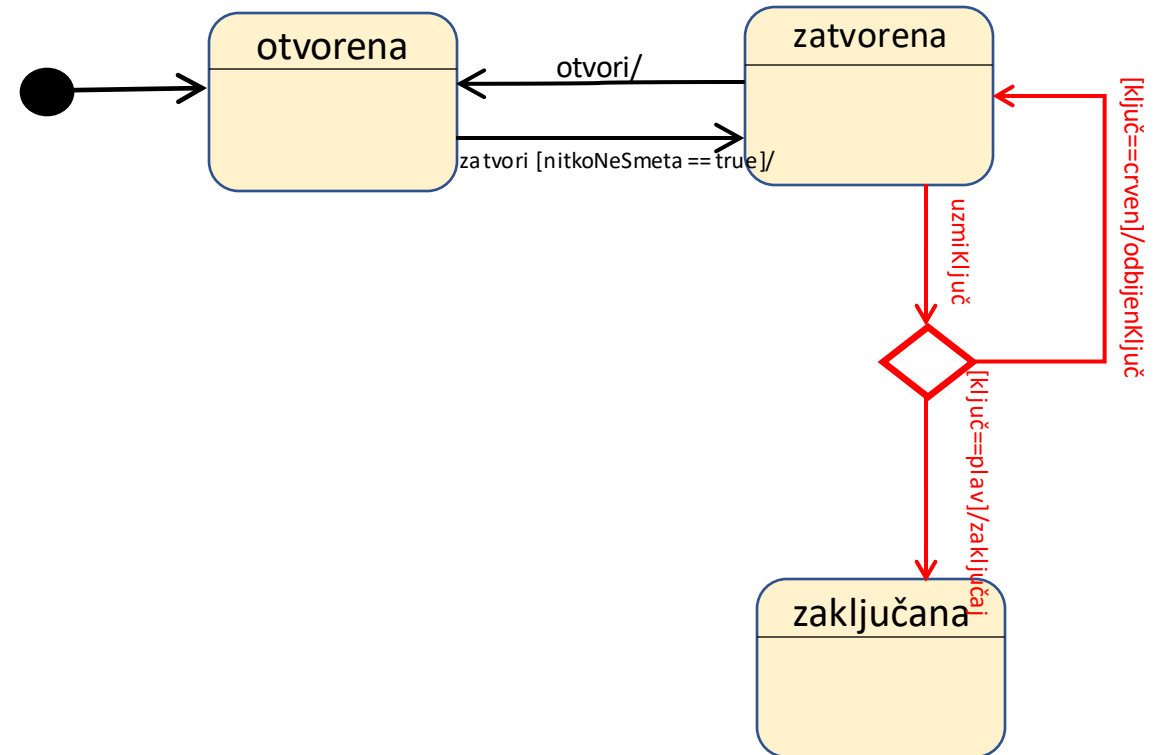 otvorena
zatvorena
otvori/
zatvori [nitkoNeSmeta == true]/
uzmiKljuč
[ključ==crven]/odbijenKljuč
[ključ==plav]/zaključaj
zaključana